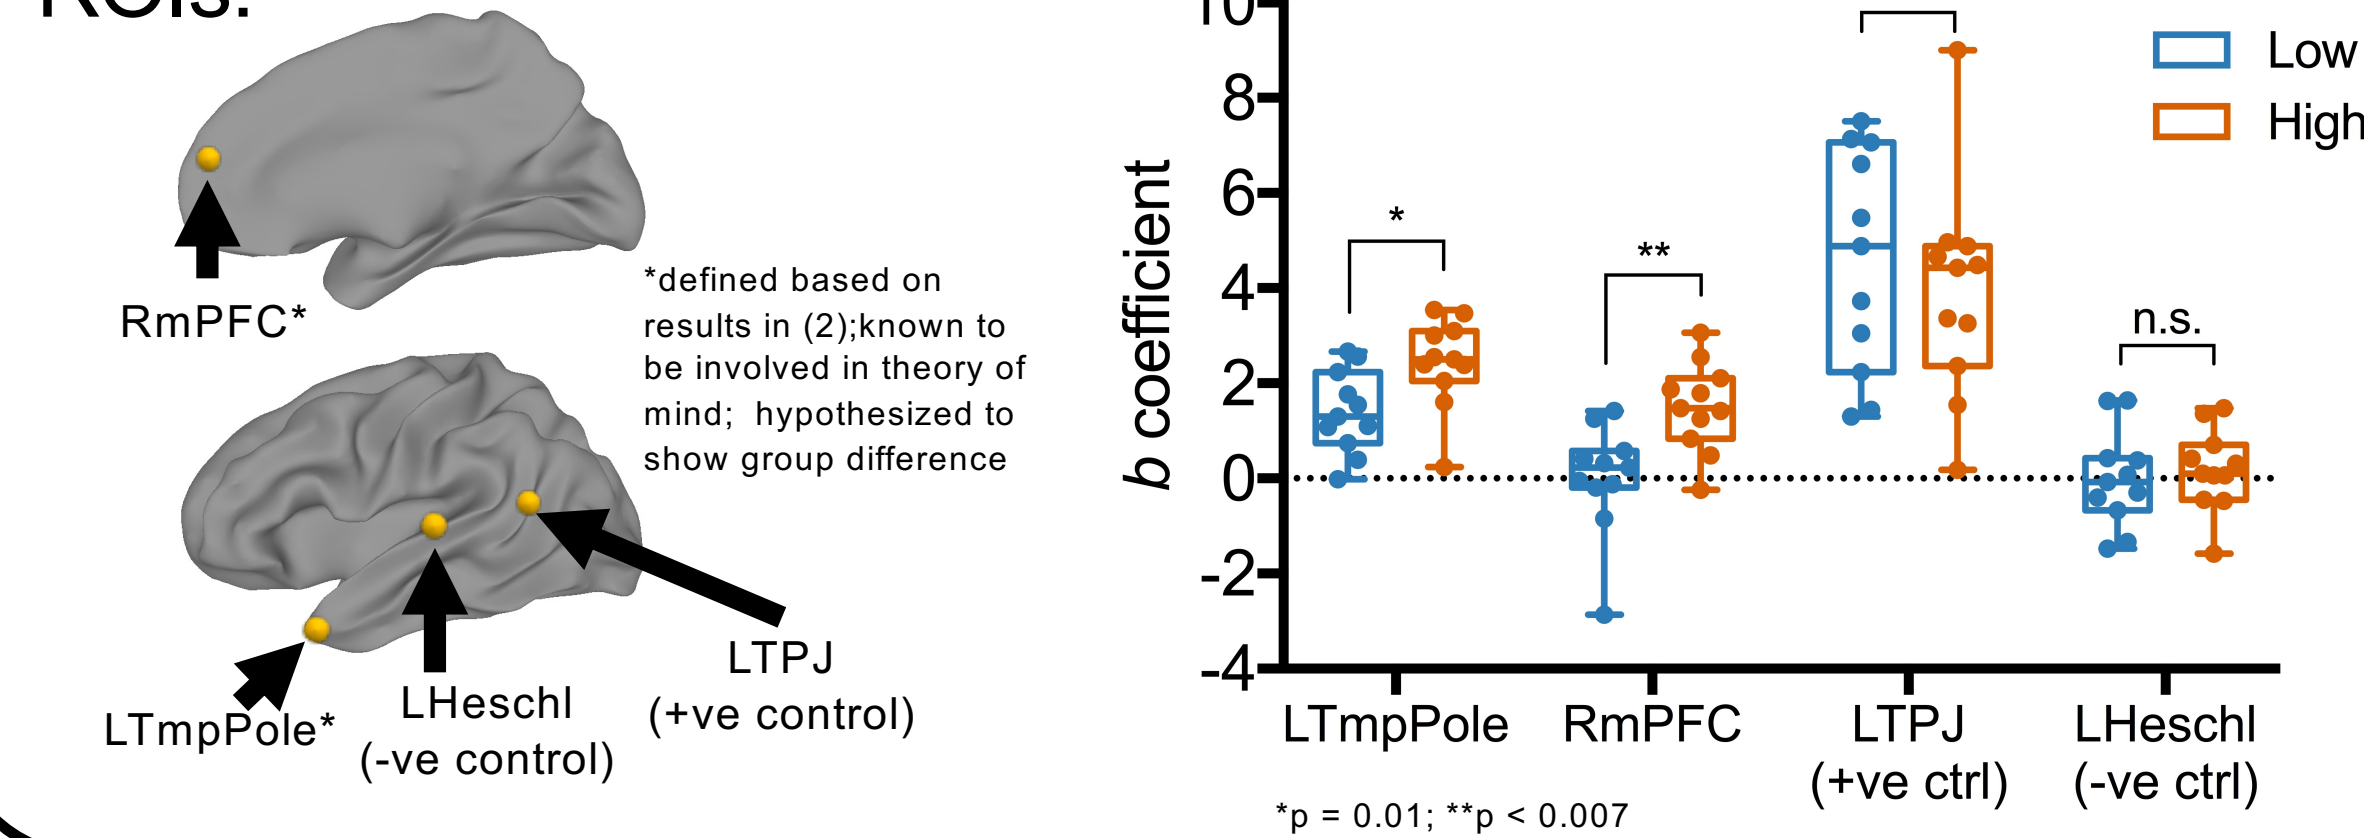 ROIs:
RmPFC*
*defined based on
results in (2);known to
be involved in theory of
mind;  hypothesized to
show group difference
LTPJ
(+ve control)
LHeschl
(-ve control)
LTmpPole*
b coefficient
10
8
6
4
2
0
-2
-4
*
**
n.s.
Low
High
LTmpPole
RmPFC
LTPJ
(+ve ctrl)
LHeschl
(-ve ctrl)
*p = 0.01; **p < 0.007